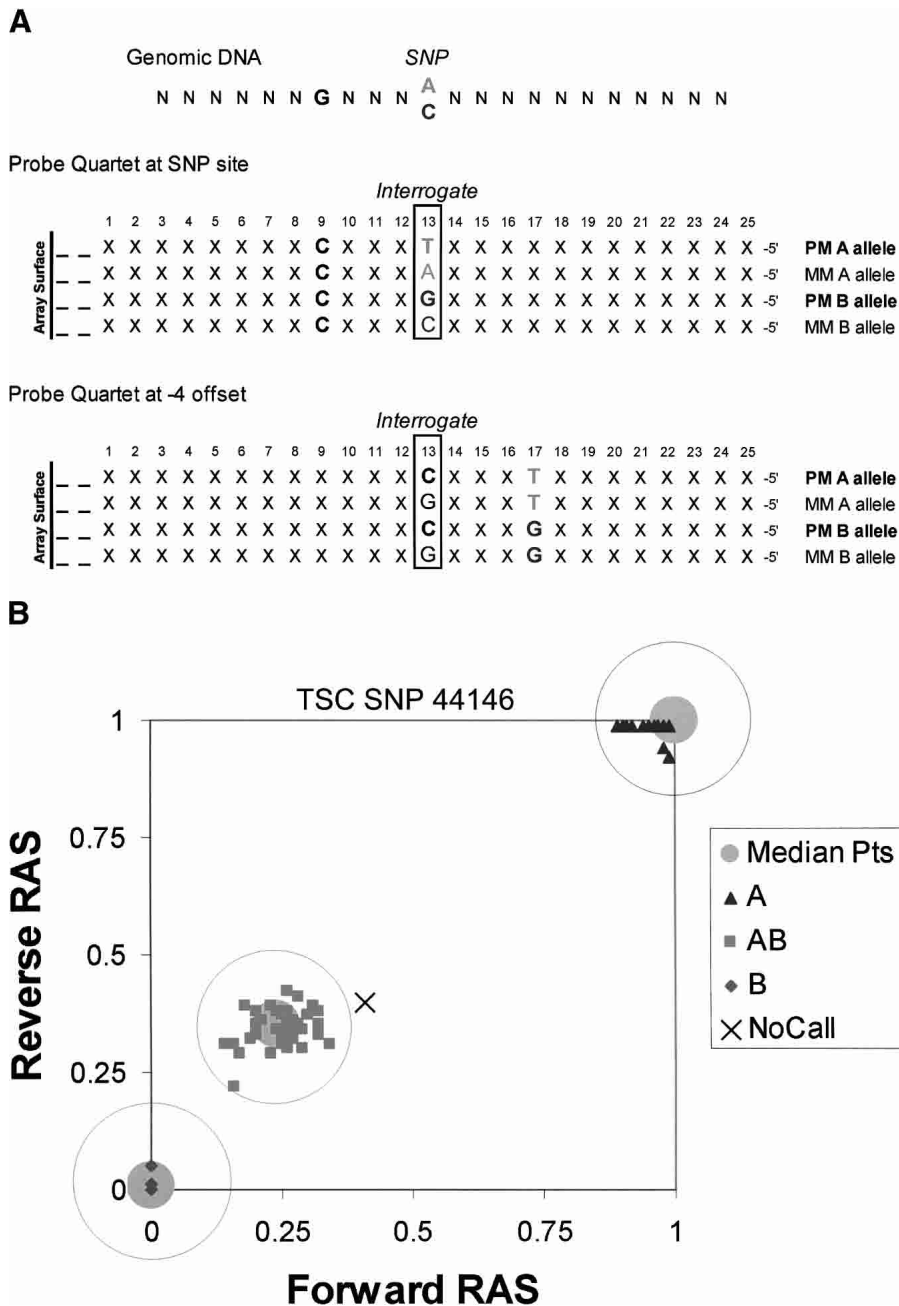 A
Genomic DNA SNP
A
N N N N N N G N N N N N N N N N N N N N N
C
Probe Quartet at SNP site
Interrogate
1 2 3 4 5 6 7 8 9 10 11 12 13 14 15 16 17 18 19 20 21 22 23 24 25
Array Surface
_ _ X X X X X X X X C X X X T X X X X X X X X X X X X -5' PM A allele
_ _ X X X X X X X X C X X X A X X X X X X X X X X X X -5' MM A allele
_ _ X X X X X X X X C X X X G X X X X X X X X X X X X -5' PM B allele
_ _ X X X X X X X X C X X X C X X X X X X X X X X X X -5' MM B allele
Probe Quartet at -4 offset
Interrogate
1 2 3 4 5 6 7 8 9 10 11 12 13 14 15 16 17 18 19 20 21 22 23 24 25
Array Surface
_ _ X X X X X X X X X X X X C X X X T X X X X X X X X -5' PM A allele
_ _ X X X X X X X X X X X X G X X X T X X X X X X X X -5' MM A allele
_ _ X X X X X X X X X X X X C X X X G X X X X X X X X -5' PM B allele
_ _ X X X X X X X X X X X X G X X X G X X X X X X X X -5' MM B allele
B
TSC SNP 44146
1
0.75
0.5
0.25
0
Reverse RAS
0 0.25 0.5 0.75 1
Forward RAS
Median Pts
A
AB
B
NoCall